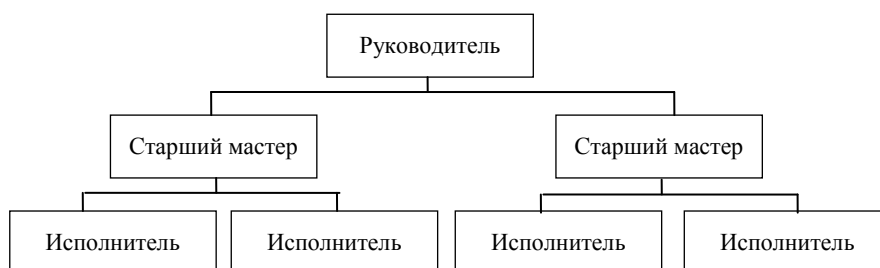 Руководитель
Старший мастер
Старший мастер
Исполнитель
Исполнитель
Исполнитель
Исполнитель